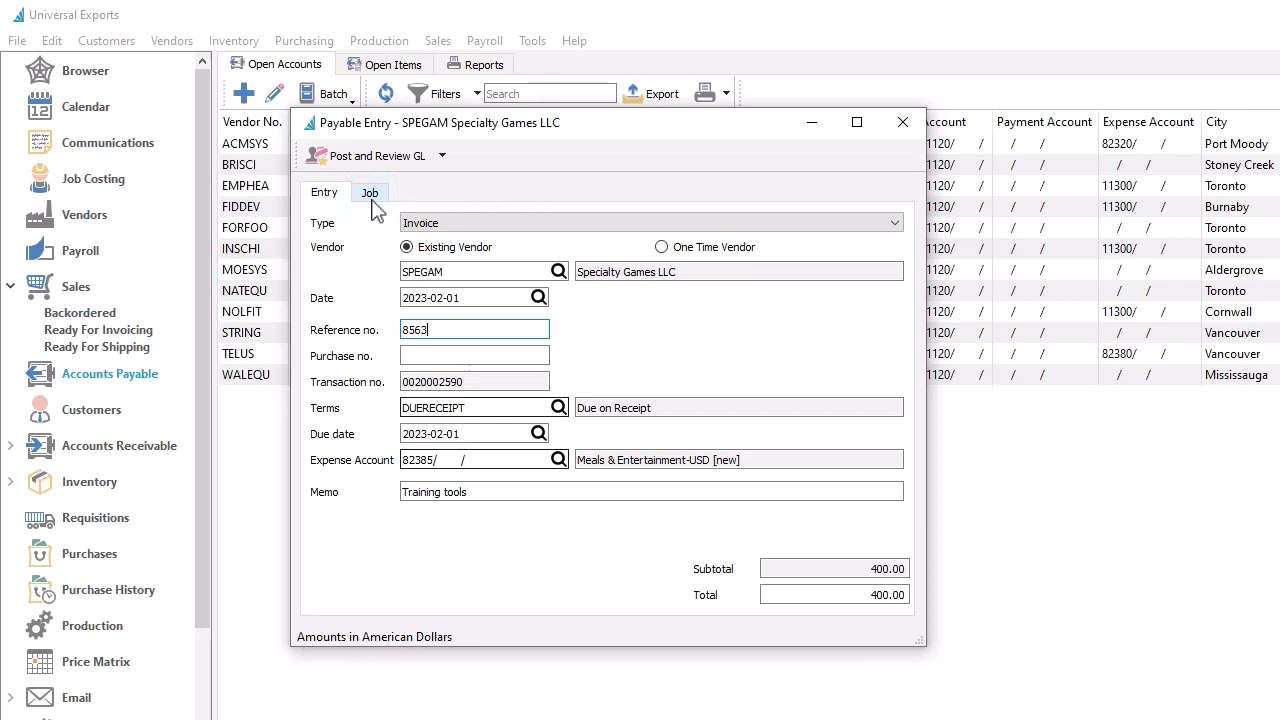 Universal Exports
File Edit Customers Vendors Inventory Purchasing Production Sales Payroll Tools Help
Browser
Calendar
Communications
Job Costing
Vendors
Payroll
Sales
Backordered
Ready For Invoicing
Ready For Shipping
Accounts Payable
Customers
Accounts Receivable
Inventory
Requisitions
Purchases
Purchase History
Production
Price Matrix
Email
Open Accounts Open Items Reports
Batch Filters Search Export
Vendor No. Account Payment Account Expense Account City
ACMSYS 1120/ / / / 82320/ / Port Moody
BRISCI 1120/ / / / / / Stoney Creek
EMPHEA 1120/ / / / 11300/ / Toronto
FIDDEV 1120/ / / / 11300/ / Burnaby
FORFOO 1120/ / / / / / Toronto
INSCHI 1120/ / / / 11300/ / Toronto
MOESYS 1120/ / / / / / Aldergrove
NATEQU 1120/ / / / / / Toronto
NOLFIT 1120/ / / / 11300/ / Cornwall
STRING 1120/ / / / / / Vancouver
TELUS 1120/ / / / 82380/ / Vancouver
WALEQU 1120/ / / / / / Mississauga
Payable Entry - SPEGAM Specialty Games LLC
Post and Review GL
Entry Job
Type Invoice
Vendor Existing Vendor One Time Vendor
SPEGAM Specialty Games LLC
Date 2023-02-01
Reference no. 8563
Purchase no.
Transaction no. 0020002590
Terms DUERECEIPT Due on Receipt
Due date 2023-02-01
Expense Account 82385/ / Meals & Entertainment-USD [new]
Memo Training tools
Subtotal 400.00
Total 400.00
Amounts in American Dollars